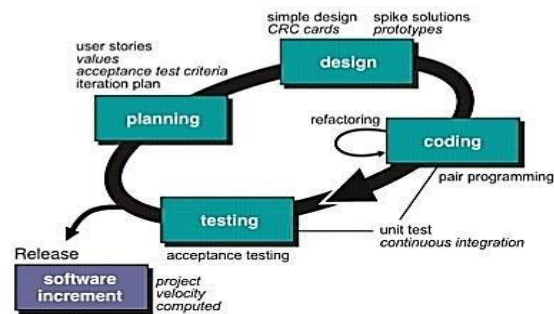 simple design
CRC cards
spike solutions
prototypes
user stories
values
acceptance test criteria
iteration plan
design
planning
refactoring
coding
pair programming
testing
unit test
continuous integration
acceptance testing
Release
software
increment
project
velocity
computed